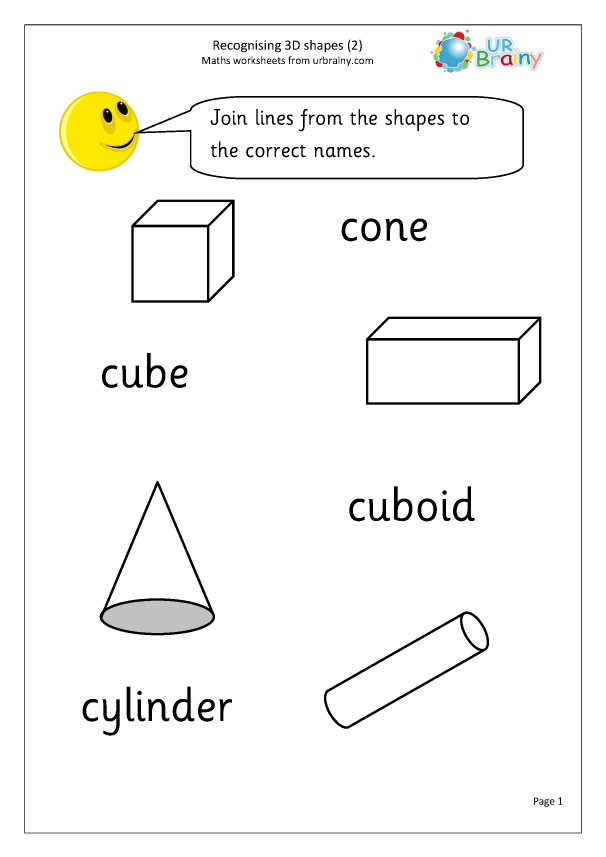 Recognising 3D shapes (2)
Maths worksheets from urbrainy.com
UR
Brainy
Join lines from the shapes to
the correct names.
cone
cube
cuboid
cylinder
Page 1